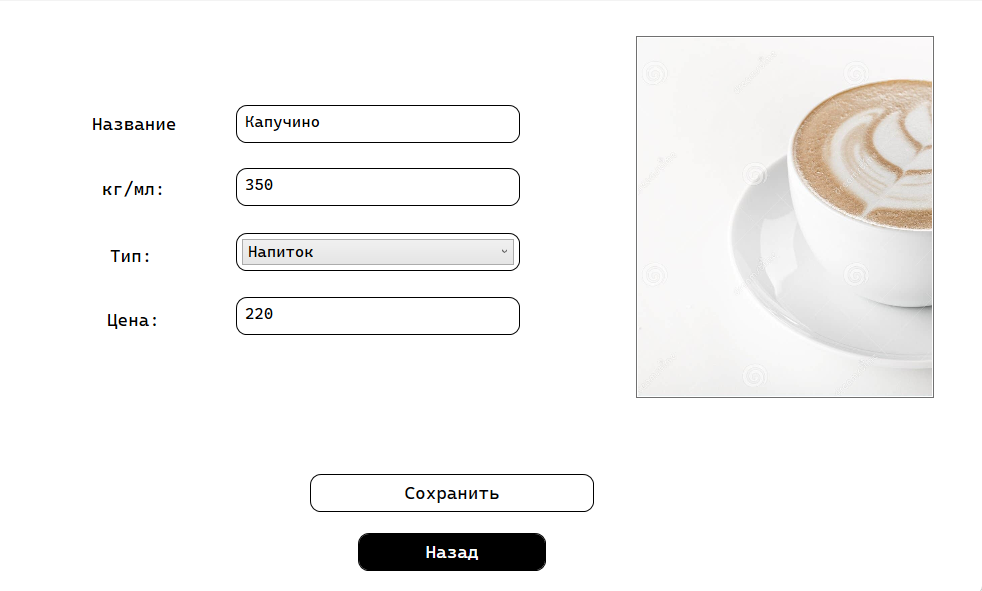 Название
Капучино
кг/мл:
350
Тип:
Напиток
Цена:
220
Сохранить
Назад